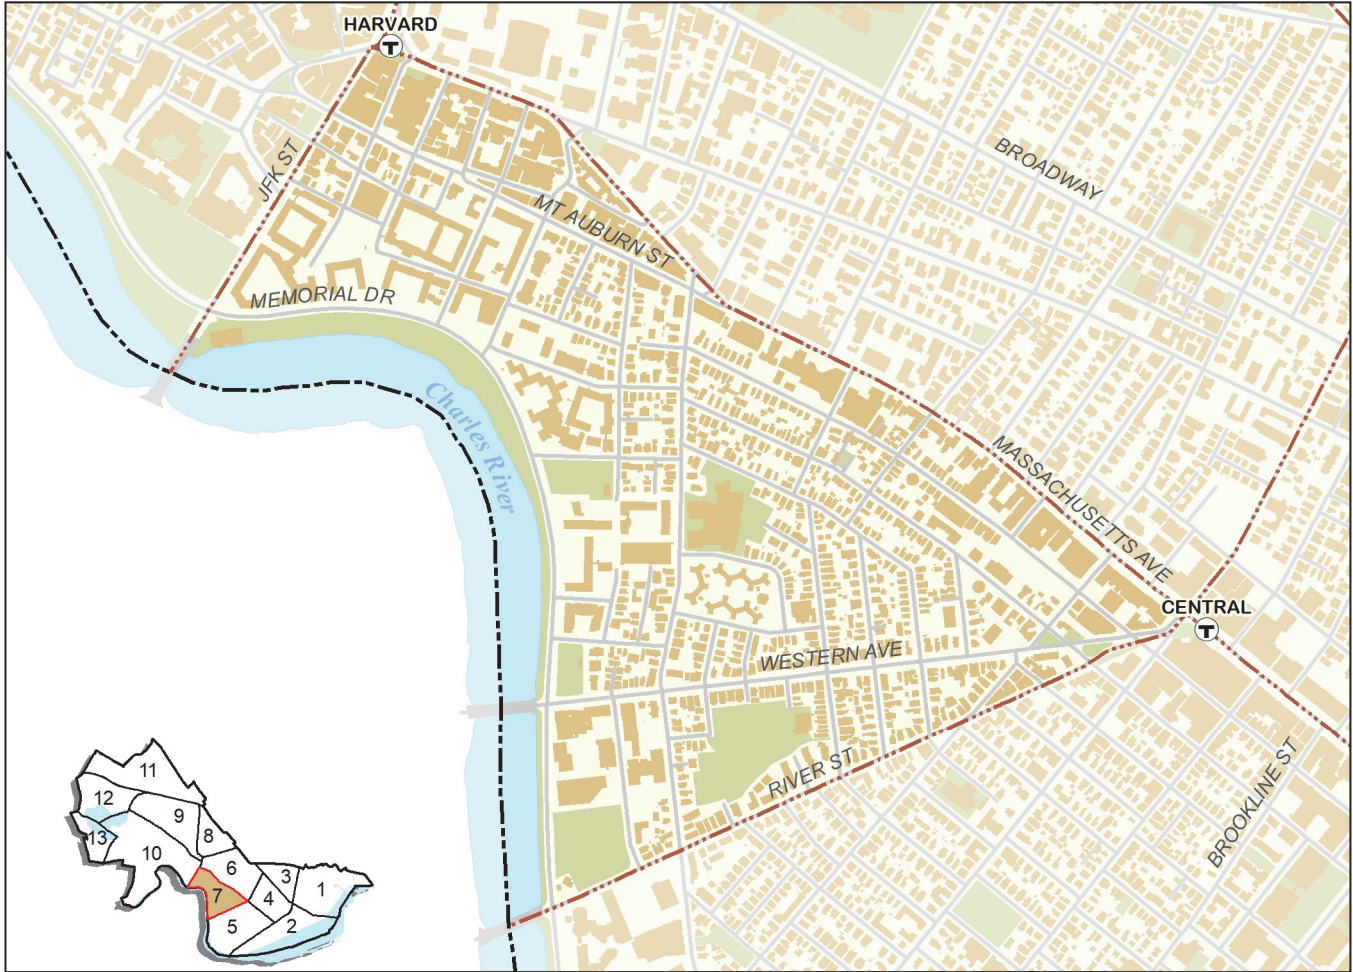 HARVARD
T
BROADWAY
JFK ST
MT AUBURN ST
MEMORIAL DR
Charles River
MASSACHUSETTS AVE
CENTRAL
T
WESTERN AVE
RIVER ST
BROOKLINE ST
11
12
9
8
13
10
6
3
7
4
1
5
2